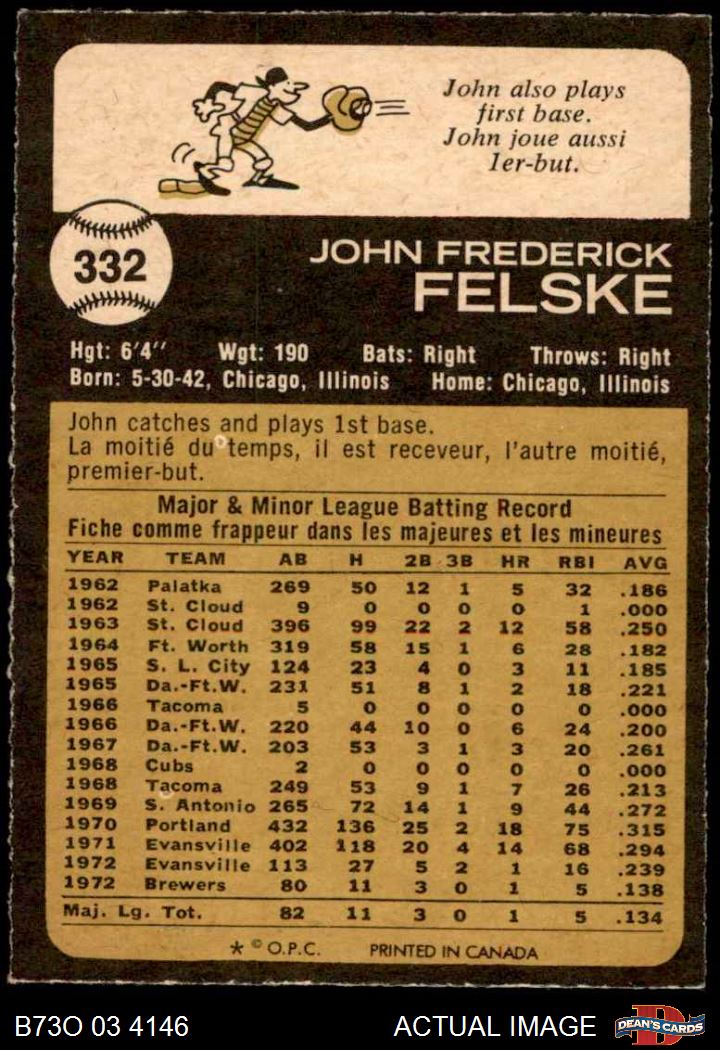 John also plays
first base.
John joue aussi
1er-but.
332
JOHN FREDERICK
FELSKE
Hgt: 6'4'' Wgt: 190 Bats: Right Throws: Right
Born: 5-30-42, Chicago, Illinois Home: Chicago, Illinois
John catches and plays 1st base.
La moitié du temps, il est receveur, l'autre moitié,
premier-but.
Major & Minor League Batting Record
Fiche comme frappeur dans les majeures et les mineures
YEAR TEAM AB H 2B 3B HR RBI AVG
1962 Palatka 269 50 12 1 5 32 .186
1962 St. Cloud 9 0 0 0 0 1 .000
1963 St. Cloud 396 99 22 2 12 58 .250
1964 Ft. Worth 319 58 15 1 6 28 .182
1965 S. L. City 124 23 4 0 3 11 .185
1965 Da.-Ft.W. 231 51 8 1 2 18 .221
1966 Tacoma 5 0 0 0 0 0 .000
1966 Da.-Ft.W. 220 44 10 0 6 24 .200
1967 Da.-Ft.W. 203 53 3 1 3 20 .261
1968 Cubs 2 0 0 0 0 0 .000
1968 Tacoma 249 53 9 1 7 26 .213
1969 S. Antonio 265 72 14 1 9 44 .272
1970 Portland 432 136 25 2 18 75 .315
1971 Evansville 402 118 20 4 14 68 .294
1972 Evansville 113 27 5 2 1 16 .239
1972 Brewers 80 11 3 0 1 5 .138
Maj. Lg. Tot. 82 11 3 0 1 5 .134
* © O.P.C. PRINTED IN CANADA
B73O 03 4146 ACTUAL IMAGE D DEAN'S CARDS